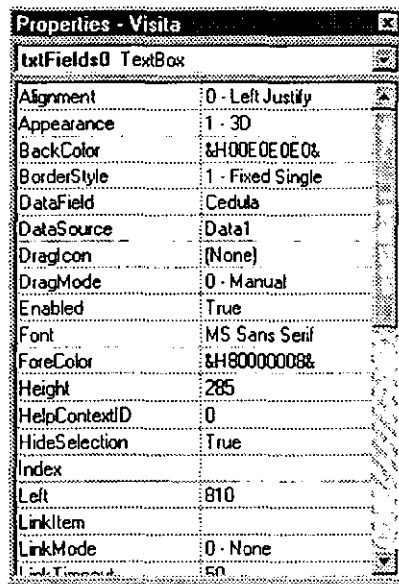 Properties - Visita
txtFields0 TextBox
Alignment 0 - Left Justify
Appearance 1 - 3D
BackColor &H00E0E0E0&
BorderStyle 1 - Fixed Single
DataField Cedula
DataSource Data1
DragIcon (None)
DragMode 0 - Manual
Enabled True
Font MS Sans Serif
ForeColor &H80000008&
Height 285
HelpContextID 0
HideSelection True
Index
Left 810
LinkItem
LinkMode 0 - None
LinkTimeout 50